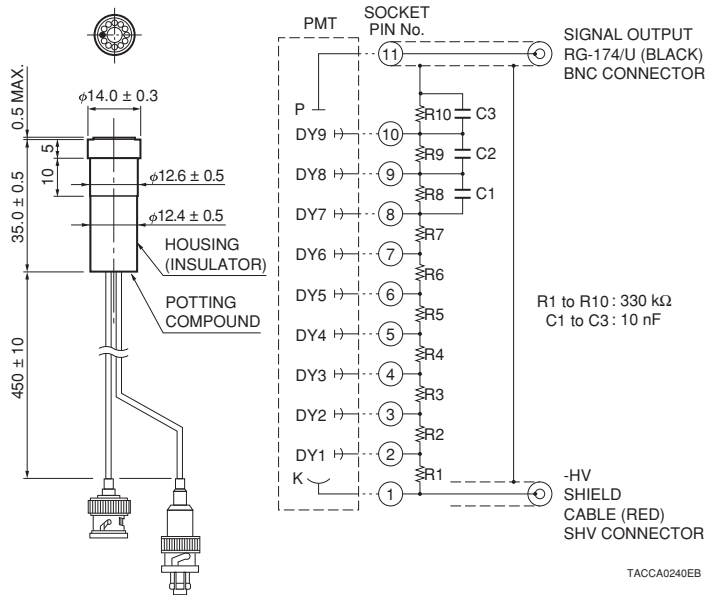 PMT
SOCKET
PIN No.
SIGNAL OUTPUT
RG-174/U (BLACK)
BNC CONNECTOR
0.5 MAX.
φ14.0 ± 0.3
5
10
35.0 ± 0.5
φ12.6 ± 0.5
φ12.4 ± 0.5
HOUSING
(INSULATOR)
POTTING
COMPOUND
450 ± 10
11
P
R10 C3
DY9 10
R9 C2
DY8 9
R8 C1
DY7 8
R7
DY6 7
R6
DY5 6
R5
DY4 5
R4
DY3 4
R3
DY2 3
R2
DY1 2
R1
K 1
R1 to R10 : 330 kΩ
C1 to C3 : 10 nF
-HV
SHIELD
CABLE (RED)
SHV CONNECTOR
TACCA0240EB